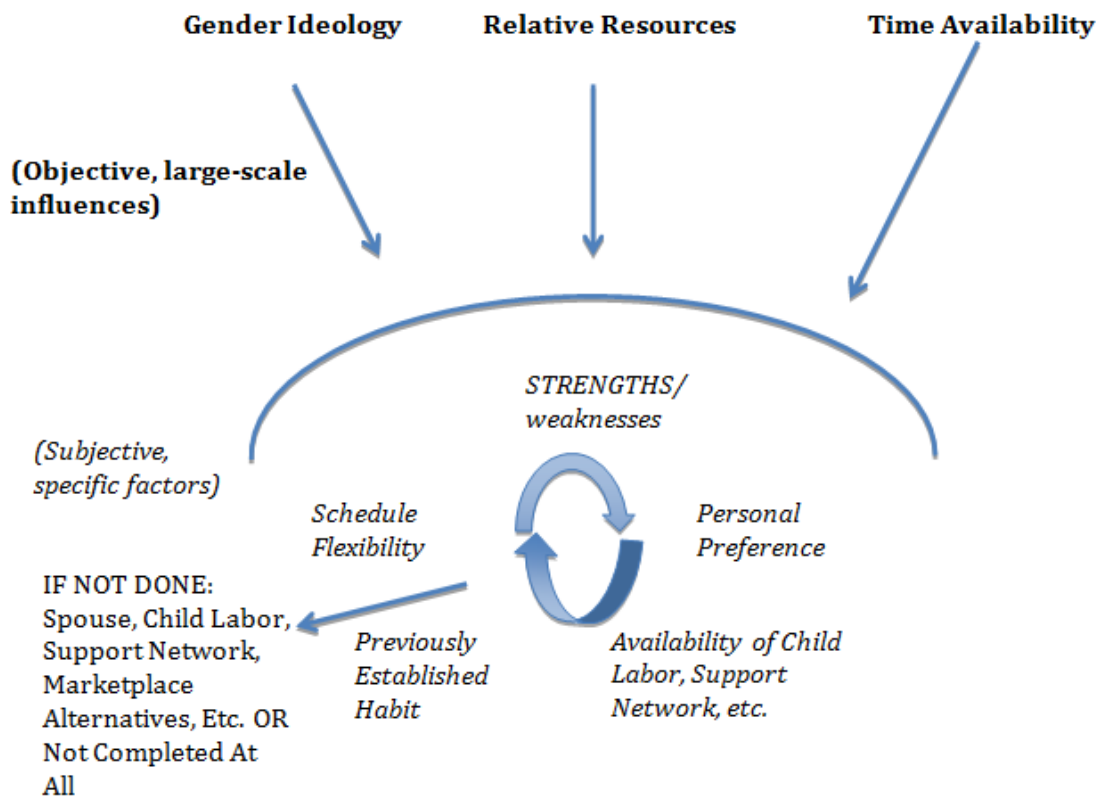 Gender Ideology
Relative Resources
Time Availability
(Objective, large-scale
influences)
STRENGTHS/
weaknesses
(Subjective,
specific factors)
Schedule
Flexibility
Personal
Preference
IF NOT DONE:
Spouse, Child Labor,
Support Network,
Marketplace
Alternatives, Etc. OR
Not Completed At
All
Previously
Established
Habit
Availability of Child
Labor, Support
Network, etc.